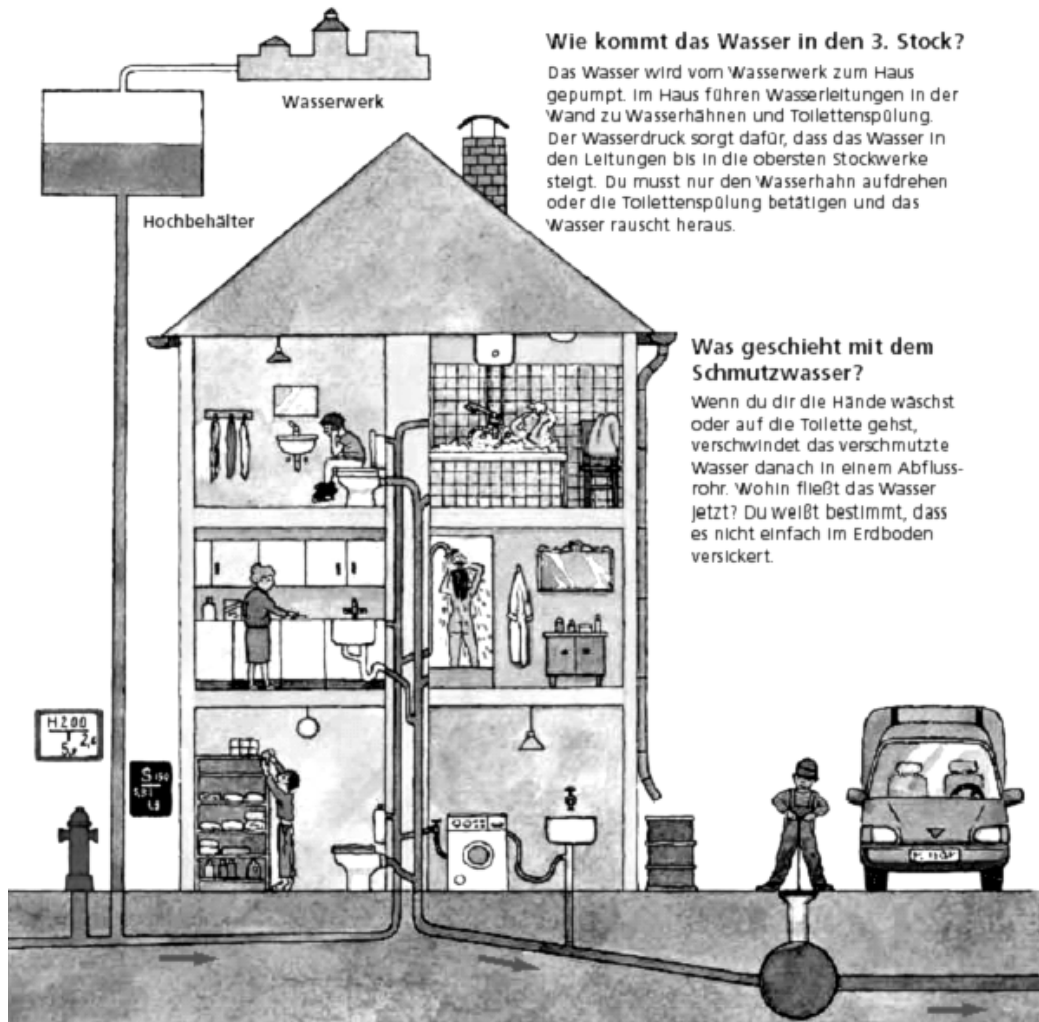 Wie kommt das Wasser in den 3. Stock?
Das Wasser wird vom Wasserwerk zum Haus
gepumpt. Im Haus führen Wasserleitungen in der
Wand zu Wasserhähnen und Toilettenspülung.
Der Wasserdruck sorgt dafür, dass das Wasser in
den Leitungen bis in die obersten Stockwerke
steigt. Du musst nur den Wasserhahn aufdrehen
oder die Toilettenspülung betätigen und das
Wasser rauscht heraus.
Wasserwerk
Hochbehälter
Was geschieht mit dem
Schmutzwasser?
Wenn du dir die Hände wäschst
oder auf die Toilette gehst,
verschwindet das verschmutzte
Wasser danach in einem Abfluss-
rohr. Wohin fließt das Wasser
jetzt? Du weißt bestimmt, dass
es nicht einfach im Erdboden
versickert.
H200
S 150